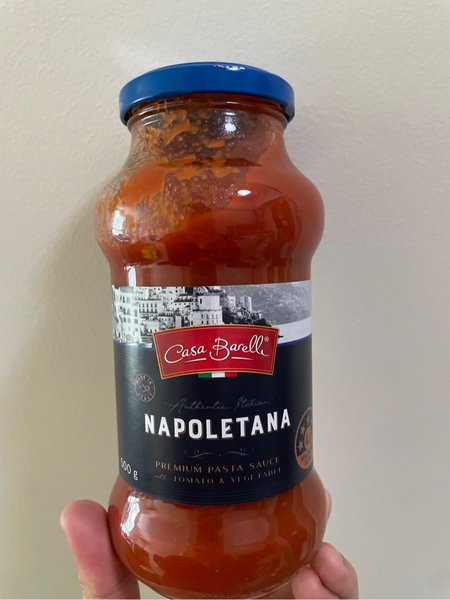 Casa Barelli®
Authentic Italian
NAPOLETANA
PREMIUM PASTA SAUCE
with TOMATO & VEGETABLE
500 g